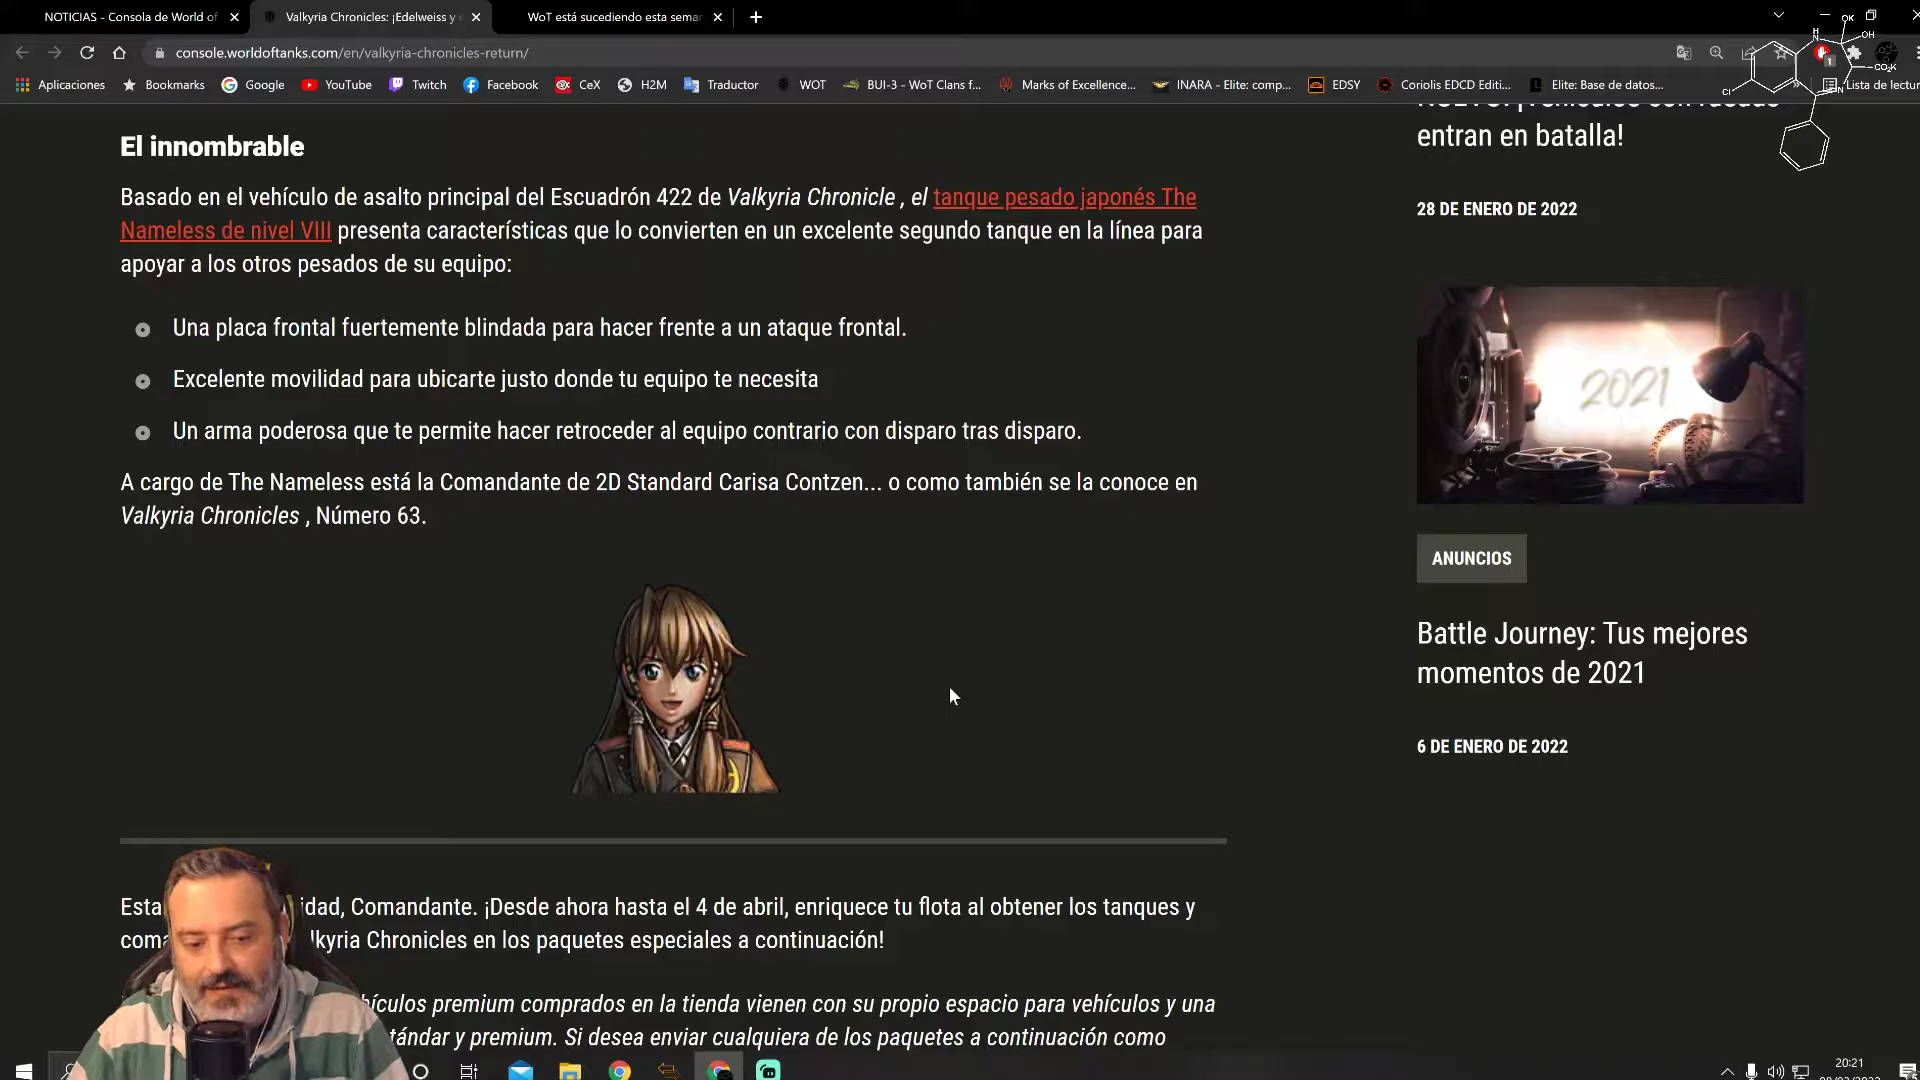 NOTICIAS - Consola de World of
Valkyria Chronicles: ¡Edelweiss y
WoT está sucediendo esta sema
console.worldoftanks.com/en/valkyria-chronicles-return/
Aplicaciones
Bookmarks
Google
YouTube
Twitch
Facebook
CeX
H2M
Traductor
WOT
BUI-3 - WoT Clans f...
Marks of Excellence...
INARA - Elite: comp...
EDSY
Coriolis EDCD Editi...
Elite: Base de datos...
Lista de lectur
OK
OH
H
N
CO₂K
Cl
N
1
El innombrable
Basado en el vehículo de asalto principal del Escuadrón 422 de Valkyria Chronicle , el tanque pesado japonés The
Nameless de nivel VIII presenta características que lo convierten en un excelente segundo tanque en la línea para
apoyar a los otros pesados de su equipo:
Una placa frontal fuertemente blindada para hacer frente a un ataque frontal.
Excelente movilidad para ubicarte justo donde tu equipo te necesita
Un arma poderosa que te permite hacer retroceder al equipo contrario con disparo tras disparo.
A cargo de The Nameless está la Comandante de 2D Standard Carisa Contzen... o como también se la conoce en
Valkyria Chronicles , Número 63.
Esta idad, Comandante. ¡Desde ahora hasta el 4 de abril, enriquece tu flota al obtener los tanques y
coma lkyria Chronicles en los paquetes especiales a continuación!
hículos premium comprados en la tienda vienen con su propio espacio para vehículos y una
tándar y premium. Si desea enviar cualquiera de los paquetes a continuación como
entran en batalla!
28 DE ENERO DE 2022
2021
ANUNCIOS
Battle Journey: Tus mejores
momentos de 2021
6 DE ENERO DE 2022
20:21